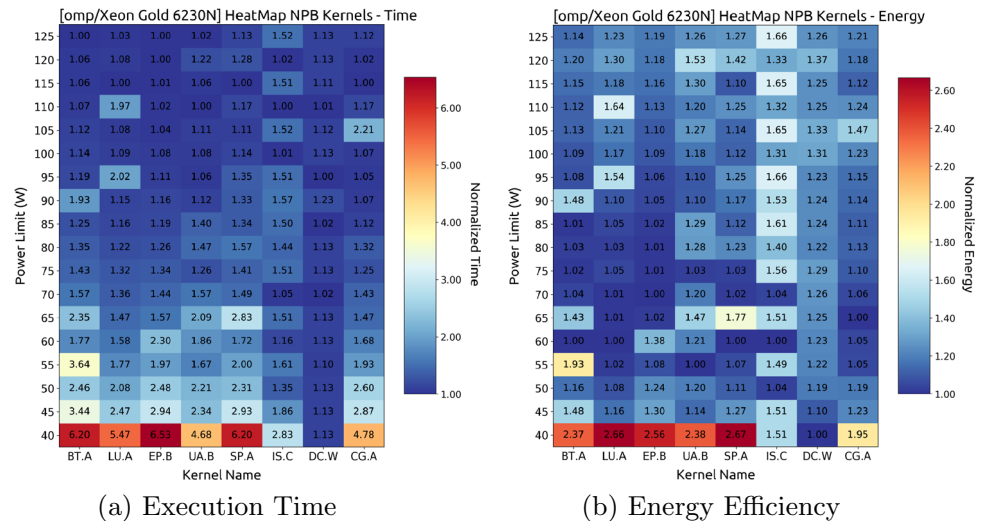 [omp/Xeon Gold 6230N] HeatMap NPB Kernels - Time
125 1.00 1.03 1.00 1.02 1.13 1.52 1.13 1.12
120 1.06 1.08 1.00 1.22 1.28 1.02 1.13 1.02
115 1.06 1.00 1.01 1.06 1.00 1.51 1.11 1.00
110 1.11 1.97 1.02 1.00 1.17 1.00 1.01 1.17
105 1.12 1.08 1.04 1.11 1.11 1.52 1.12 2.21
100 1.14 1.09 1.08 1.08 1.14 1.01 1.13 1.07
95 1.19 2.02 1.11 1.06 1.35 1.51 1.00 1.05
90 1.93 1.15 1.16 1.12 1.33 1.57 1.23 1.07
85 1.25 1.16 1.19 1.40 1.34 1.51 1.02 1.12
80 1.35 1.22 1.26 1.47 1.57 1.44 1.13 1.32
75 1.43 1.32 1.34 1.26 1.41 1.51 1.13 1.25
70 1.57 1.36 1.44 1.57 1.49 1.05 1.02 1.43
65 2.35 1.47 1.57 2.09 2.83 1.51 1.13 1.47
60 1.77 1.58 2.30 1.86 1.72 1.16 1.13 1.68
55 3.64 1.77 1.97 1.67 2.00 1.61 1.10 1.93
50 2.46 2.08 2.48 2.21 2.31 1.35 1.13 2.60
45 3.44 2.47 2.94 2.34 2.93 1.86 1.13 2.87
40 6.20 5.47 6.53 4.68 6.20 2.83 1.13 4.78
BT.A LU.A EP.B UA.B SP.A IS.C DC.W CG.A
Kernel Name
Power Limit (W)
6.00
5.00
4.00
3.00
2.00
1.00
Normalized Time
(a) Execution Time
[omp/Xeon Gold 6230N] HeatMap NPB Kernels - Energy
125 1.14 1.23 1.19 1.26 1.27 1.66 1.26 1.21
120 1.20 1.30 1.18 1.53 1.42 1.33 1.37 1.18
115 1.15 1.18 1.16 1.30 1.10 1.65 1.25 1.12
110 1.12 1.64 1.13 1.20 1.25 1.32 1.25 1.24
105 1.13 1.21 1.10 1.27 1.14 1.65 1.33 1.47
100 1.09 1.17 1.09 1.18 1.12 1.31 1.31 1.23
95 1.08 1.54 1.06 1.10 1.24 1.66 1.23 1.15
90 1.48 1.10 1.05 1.10 1.17 1.53 1.24 1.14
85 1.01 1.05 1.02 1.29 1.12 1.61 1.24 1.11
80 1.03 1.03 1.01 1.28 1.23 1.40 1.22 1.13
75 1.02 1.05 1.01 1.03 1.03 1.56 1.29 1.10
70 1.04 1.01 1.00 1.20 1.02 1.04 1.26 1.06
65 1.43 1.01 1.02 1.47 1.77 1.51 1.25 1.00
60 1.00 1.00 1.38 1.21 1.00 1.00 1.23 1.05
55 1.93 1.02 1.08 1.00 1.07 1.49 1.22 1.05
50 1.16 1.08 1.24 1.20 1.11 1.04 1.19 1.19
45 1.48 1.16 1.30 1.14 1.27 1.51 1.10 1.23
40 2.37 2.66 2.56 2.38 2.67 1.51 1.00 1.95
BT.A LU.A EP.B UA.B SP.A IS.C DC.W CG.A
Kernel Name
Power Limit (W)
2.60
2.40
2.20
2.00
1.80
1.60
1.40
1.20
1.00
Normalized Energy
(b) Energy Efficiency